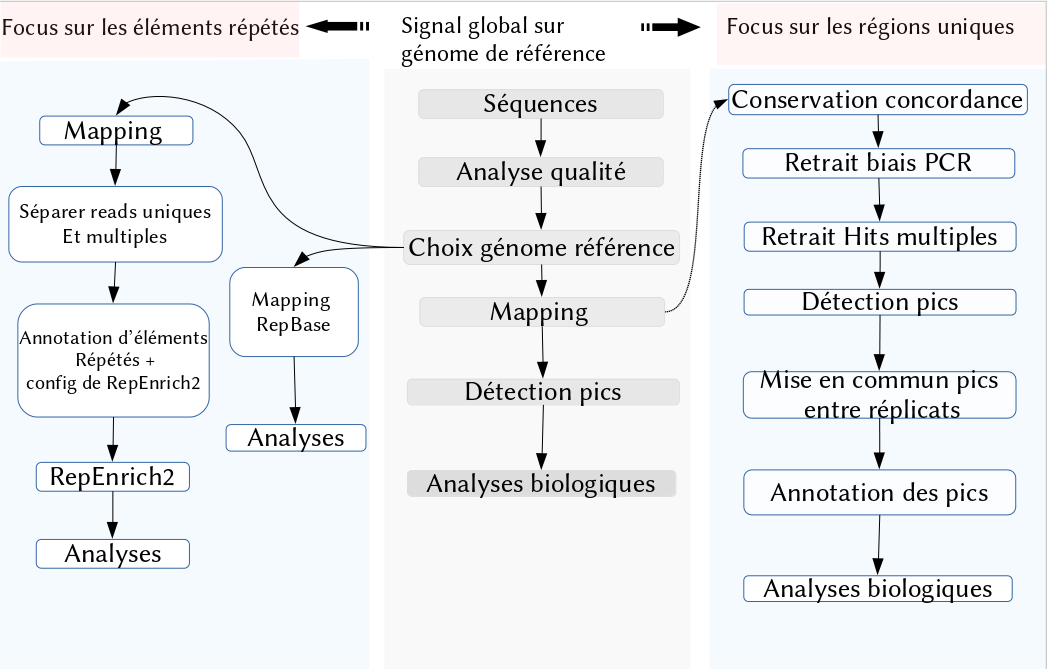 Focus sur les éléments répétés
Signal global sur
génome de référence
Focus sur les régions uniques
Mapping
Séparer reads uniques
Et multiples
Annotation d’éléments
Répétés +
config de RepEnrich2
RepEnrich2
Analyses
Mapping
RepBase
Analyses
Séquences
Analyse qualité
Choix génome référence
Mapping
Détection pics
Analyses biologiques
Conservation concordance
Retrait biais PCR
Retrait Hits multiples
Détection pics
Mise en commun pics
entre réplicats
Annotation des pics
Analyses biologiques